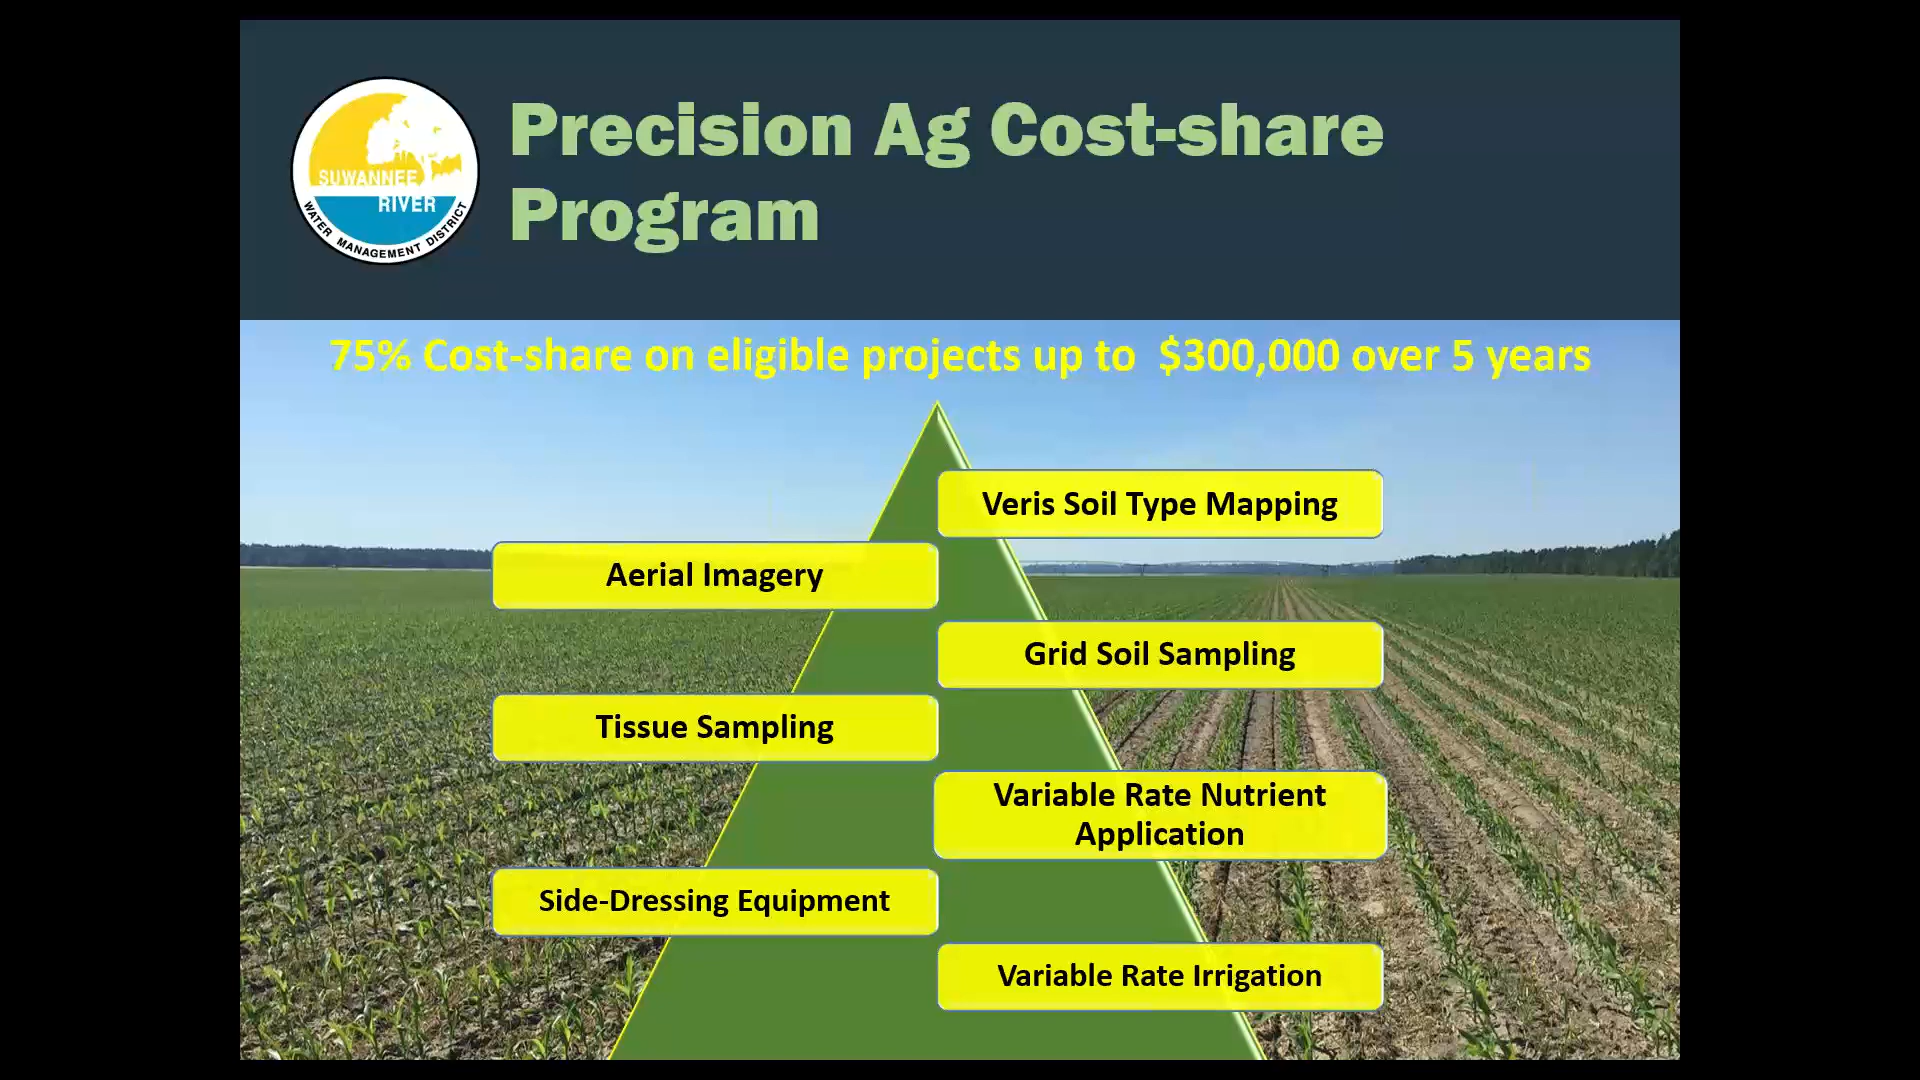 SUWANNEE
RIVER
WATER MANAGEMENT DISTRICT
Precision Ag Cost-share
Program
75% Cost-share on eligible projects up to $300,000 over 5 years
Veris Soil Type Mapping
Aerial Imagery
Grid Soil Sampling
Tissue Sampling
Variable Rate Nutrient
Application
Side-Dressing Equipment
Variable Rate Irrigation